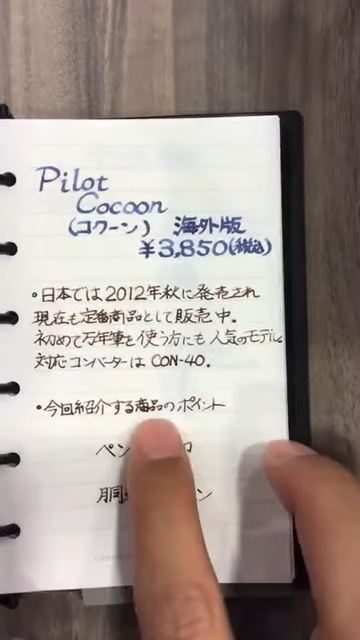 Pilot
Cocoon
(コクーン) 海外版
¥3,850(税込)
・日本では2012年秋に発売され
現在も定番商品として販売中。
初めて万年筆を使う方にも人気のモデル。
対応コンバーターは CON-40.
・今回紹介する商品のポイント
ペン
胴
ン